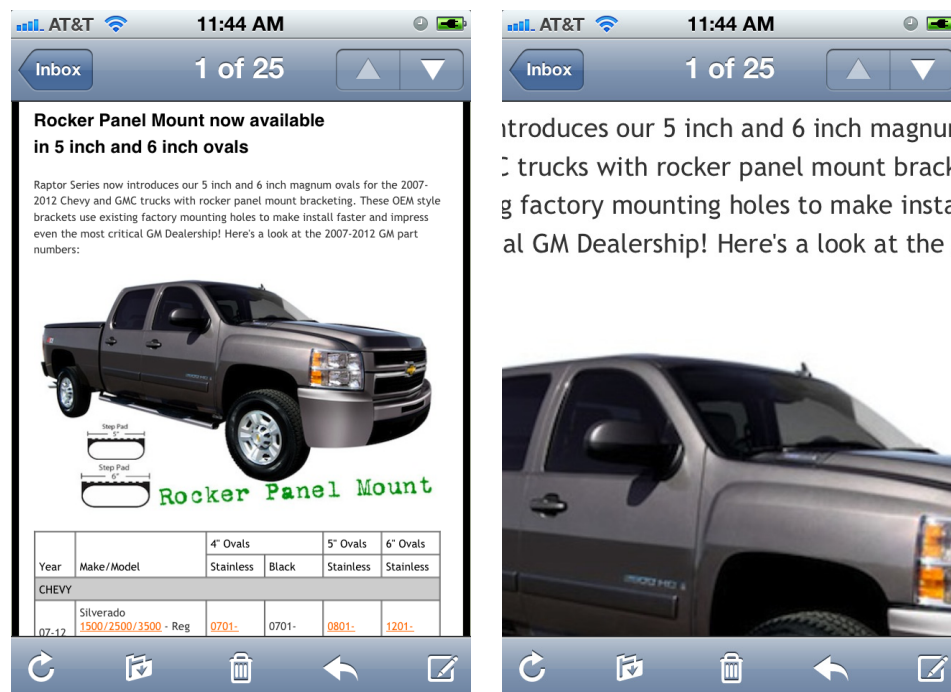 AT&T 11:44 AM
Inbox 1 of 25
Rocker Panel Mount now available
in 5 inch and 6 inch ovals
Raptor Series now introduces our 5 inch and 6 inch magnum ovals for the 2007-
2012 Chevy and GMC trucks with rocker panel mount bracketing. These OEM style
brackets use existing factory mounting holes to make install faster and impress
even the most critical GM Dealership! Here's a look at the 2007-2012 GM part
numbers:
Step Pad
5"
Step Pad
6"
Rocker Panel Mount
4" Ovals 5" Ovals 6" Ovals
Year Make/Model Stainless Black Stainless Stainless
CHEVY
Silverado
07-12 1500/2500/3500 - Reg 0701- 0701- 0801- 1201-
AT&T 11:44 AM
Inbox 1 of 25
ntroduces our 5 inch and 6 inch magnu
C trucks with rocker panel mount brack
g factory mounting holes to make insta
al GM Dealership! Here's a look at the